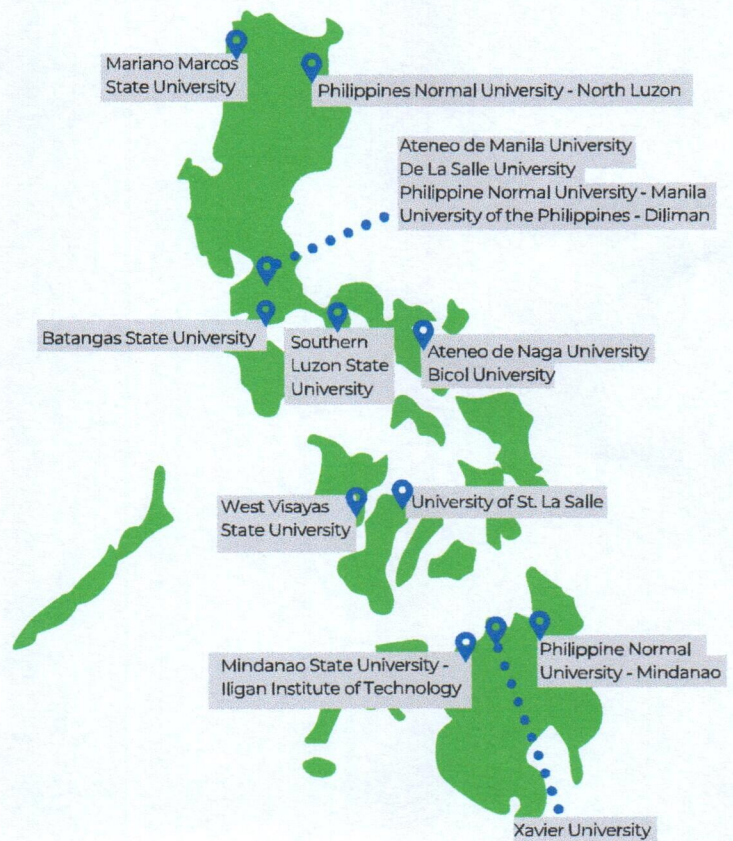 Mariano Marcos
State University
Philippines Normal University - North Luzon
Ateneo de Manila University
De La Salle University
Philippine Normal University - Manila
University of the Philippines - Diliman
Batangas State University
Southern
Luzon State
University
Ateneo de Naga University
Bicol University
West Visayas
State University
University of St. La Salle
Mindanao State University -
Iligan Institute of Technology
Philippine Normal
University - Mindanao
Xavier University